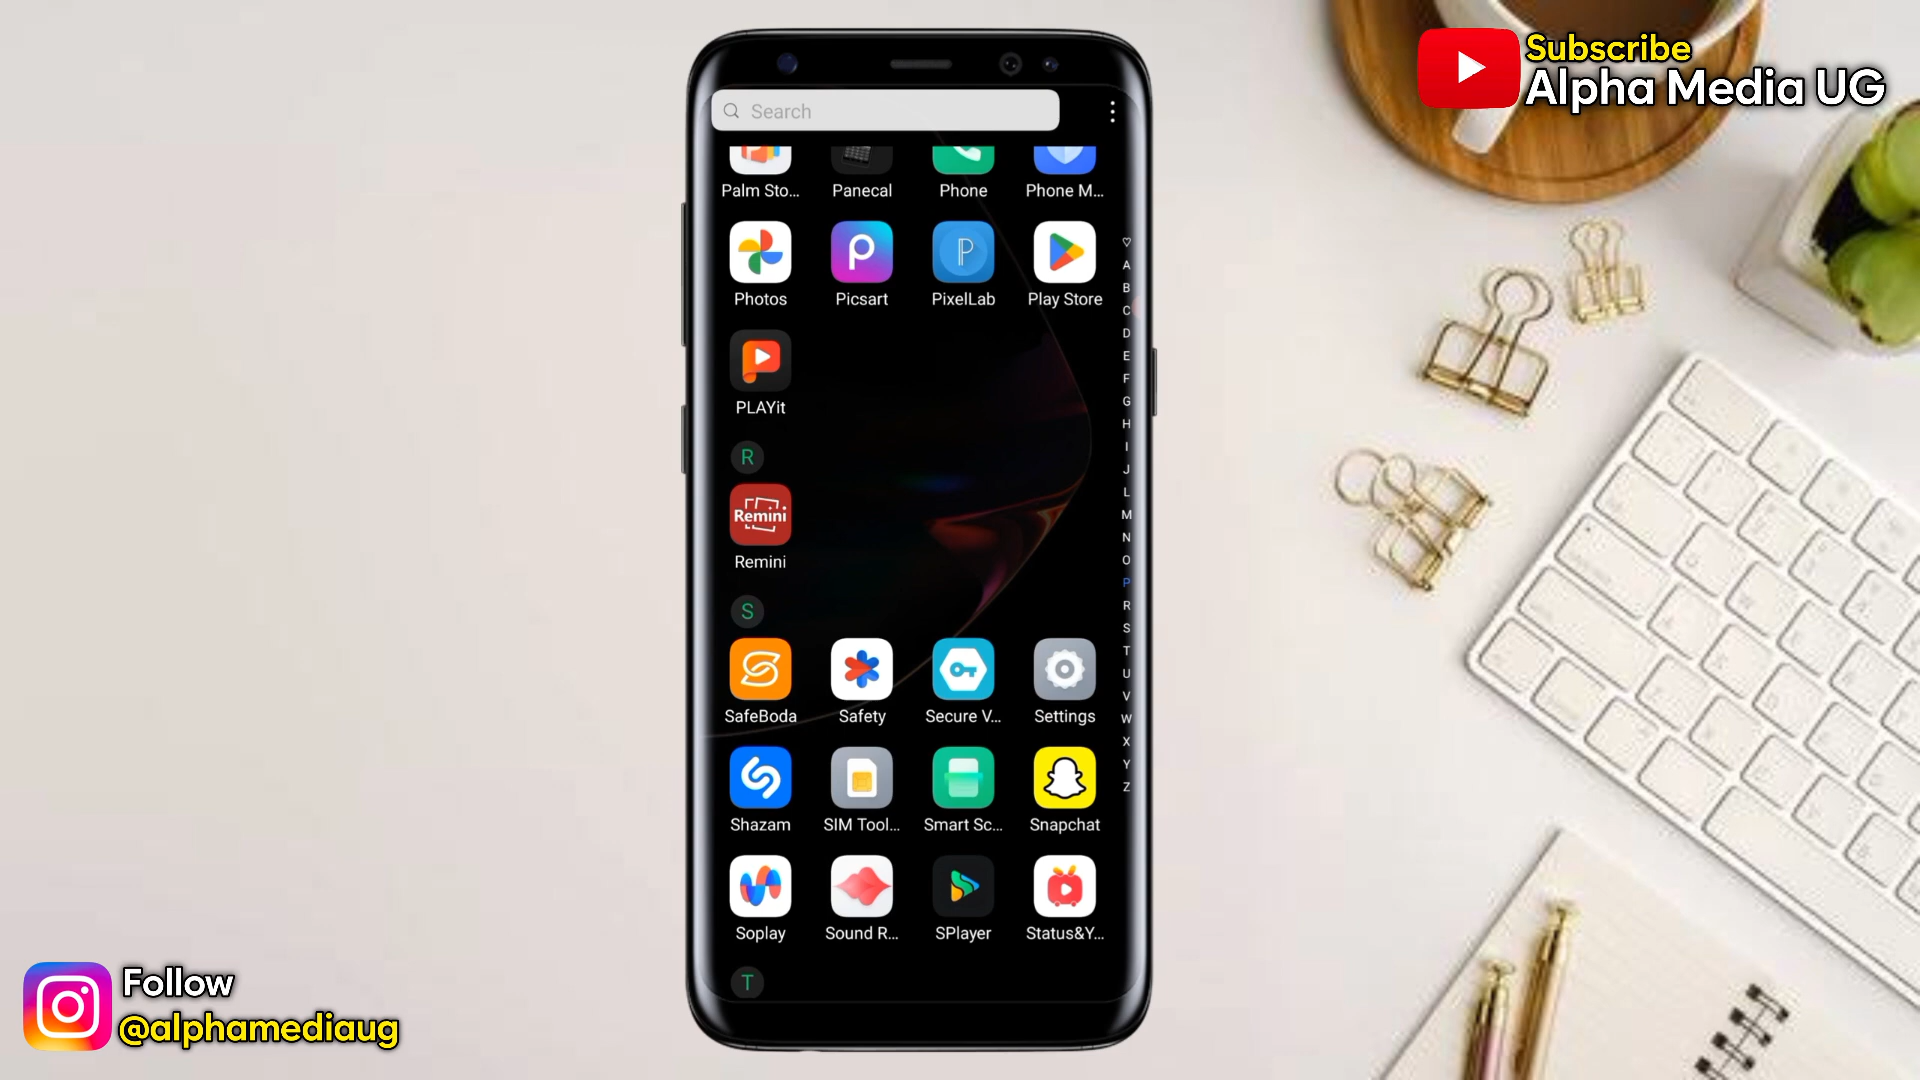 Subscribe
Alpha Media UG
Search
Palm Sto...
Panecal
Phone
Phone M...
Photos
Picsart
PixelLab
Play Store
PLAYit
R
Remini
Remini
S
SafeBoda
Safety
Secure V...
Settings
Shazam
SIM Tool...
Smart Sc...
Snapchat
Soplay
Sound R...
SPlayer
Status&Y...
T
A
B
C
D
E
F
G
H
I
J
L
M
N
O
P
R
S
T
U
V
W
X
Y
Z
Follow
@alphamediaug